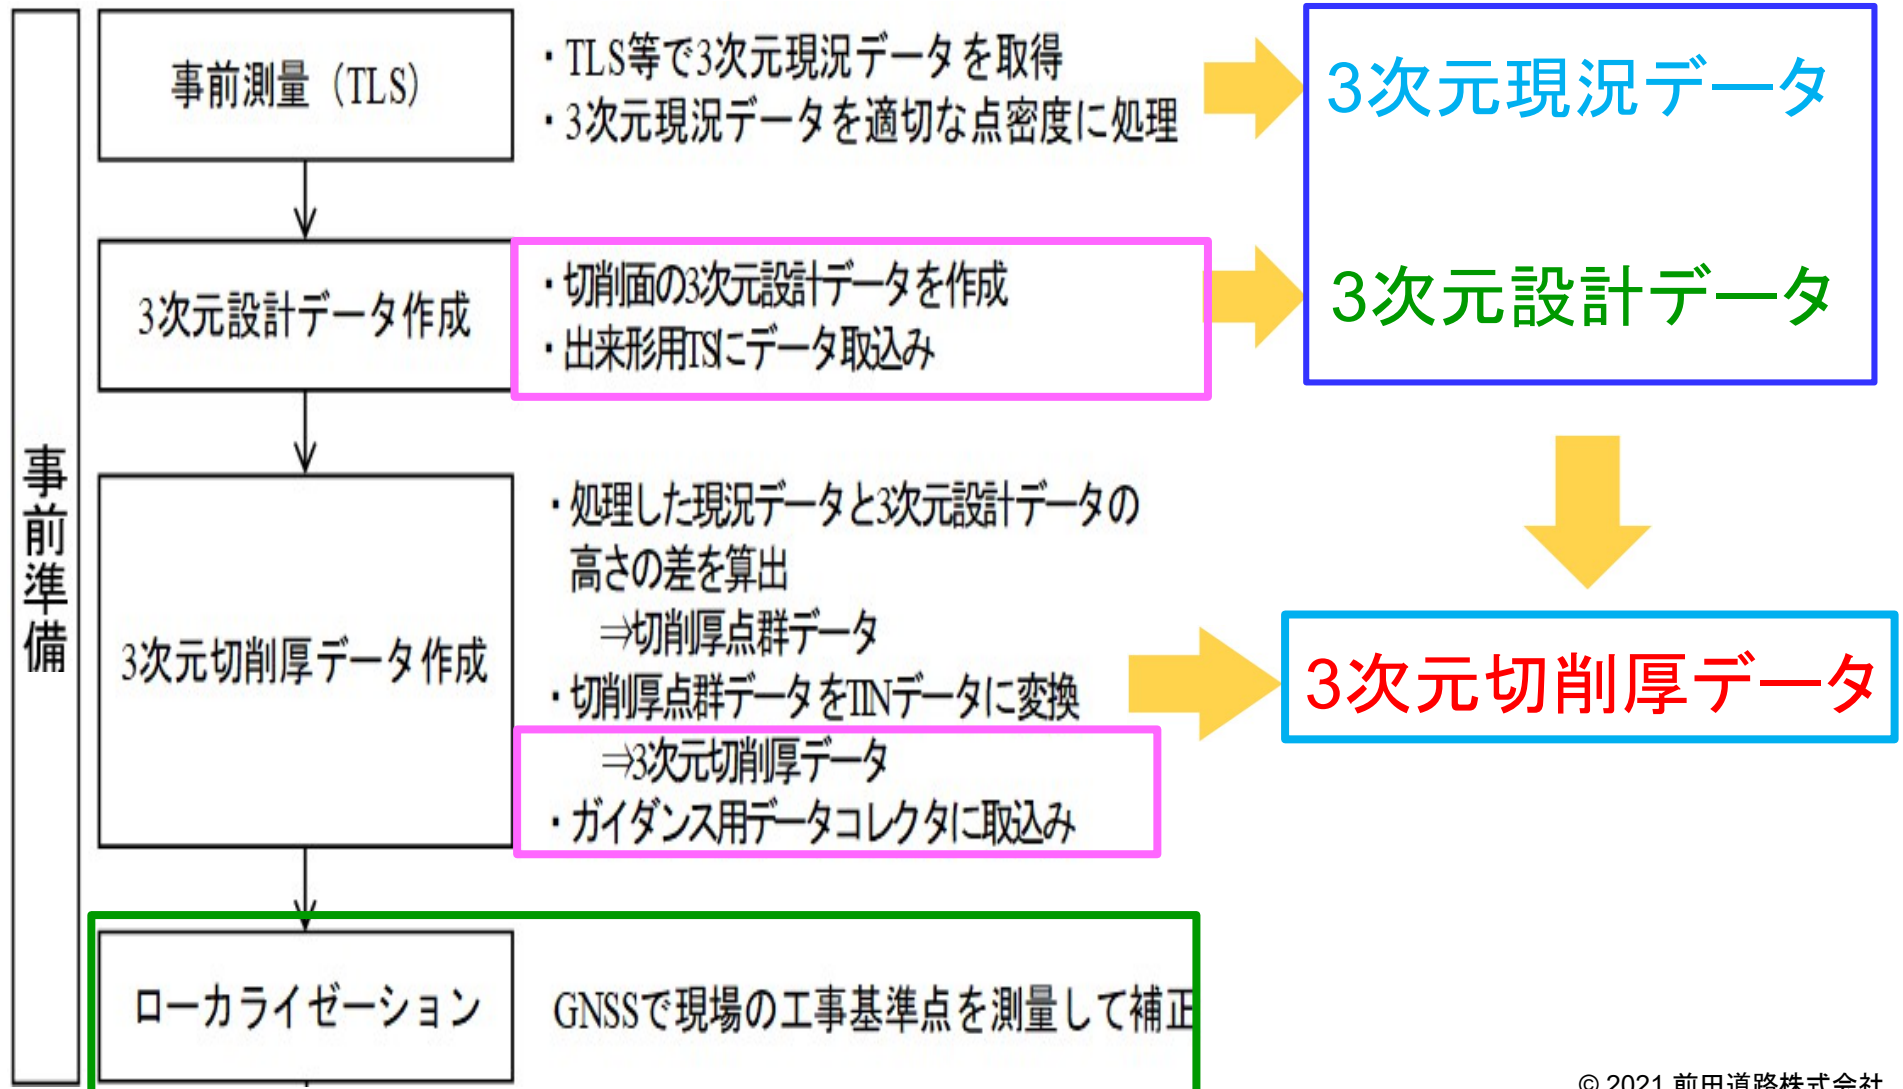 事前準備
事前測量（TLS）
・TLS等で3次元現況データを取得
・3次元現況データを適切な点密度に処理
3次元現況データ
3次元設計データ作成
・切削面の3次元設計データを作成
・出来形用TSにデータ取込み
3次元設計データ
3次元切削厚データ作成
・処理した現況データと3次元設計データの
高さの差を算出
⇒切削厚点群データ
・切削厚点群データをTINデータに変換
⇒3次元切削厚データ
・ガイダンス用データコレクタに取込み
3次元切削厚データ
ローカライゼーション
GNSSで現場の工事基準点を測量して補正
© 2021 前田道路株式会社